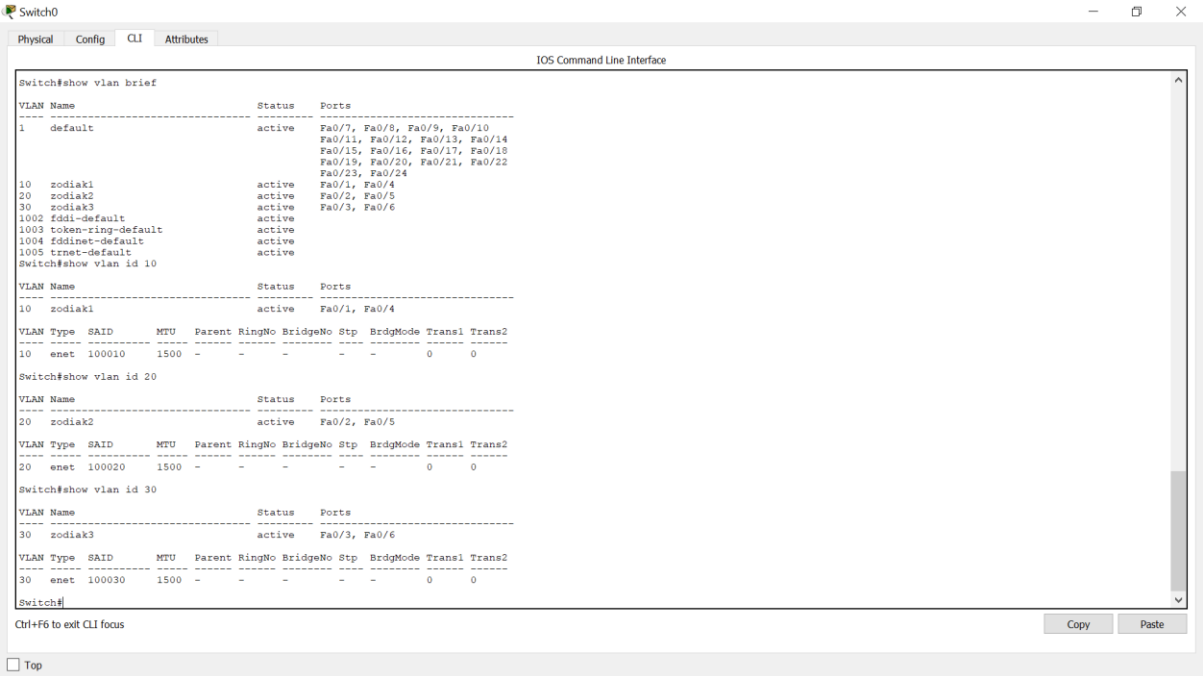 Switch0
Physical Config CLI Attributes
IOS Command Line Interface
Switch#show vlan brief
VLAN Name                             Status    Ports
---- -------------------------------- --------- -------------------------------
1    default                          active    Fa0/7, Fa0/8, Fa0/9, Fa0/10
                                                Fa0/11, Fa0/12, Fa0/13, Fa0/14
                                                Fa0/15, Fa0/16, Fa0/17, Fa0/18
                                                Fa0/19, Fa0/20, Fa0/21, Fa0/22
                                                Fa0/23, Fa0/24
10   zodiak1                          active    Fa0/1, Fa0/4
20   zodiak2                          active    Fa0/2, Fa0/5
30   zodiak3                          active    Fa0/3, Fa0/6
1002 fddi-default                     active
1003 token-ring-default               active
1004 fddinet-default                  active
1005 trnet-default                    active
Switch#show vlan id 10
VLAN Name                             Status    Ports
---- -------------------------------- --------- -------------------------------
10   zodiak1                          active    Fa0/1, Fa0/4
VLAN Type  SAID       MTU   Parent RingNo BridgeNo Stp  BrdgMode Trans1 Trans2
---- ----- ---------- ----- ------ ------ -------- ---- -------- ------ ------
10   enet  100010     1500  -      -      -        -    -        0      0
Switch#show vlan id 20
VLAN Name                             Status    Ports
---- -------------------------------- --------- -------------------------------
20   zodiak2                          active    Fa0/2, Fa0/5
VLAN Type  SAID       MTU   Parent RingNo BridgeNo Stp  BrdgMode Trans1 Trans2
---- ----- ---------- ----- ------ ------ -------- ---- -------- ------ ------
20   enet  100020     1500  -      -      -        -    -        0      0
Switch#show vlan id 30
VLAN Name                             Status    Ports
---- -------------------------------- --------- -------------------------------
30   zodiak3                          active    Fa0/3, Fa0/6
VLAN Type  SAID       MTU   Parent RingNo BridgeNo Stp  BrdgMode Trans1 Trans2
---- ----- ---------- ----- ------ ------ -------- ---- -------- ------ ------
30   enet  100030     1500  -      -      -        -    -        0      0
Switch#
Ctrl+F6 to exit CLI focus Copy Paste
Top